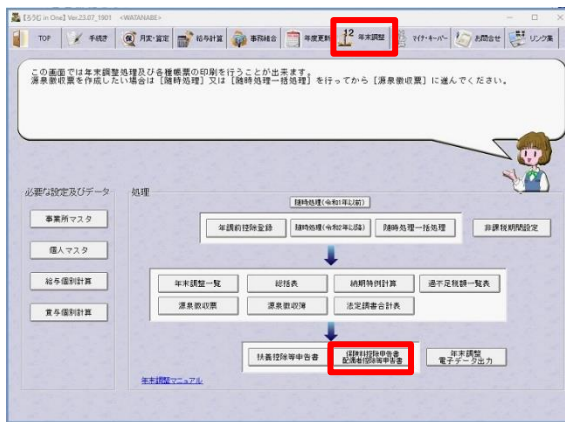 【ろうむ in One】 Ver.23.07_1901 <WATANABE>
TOP
手続き
月変・算定
給与計算
事務組合
年度更新
12 年末調整
マイナンバー
お問合せ
リンク集
この画面では年末調整処理及び各種帳票の印刷を行うことが出来ます。
源泉徴収票を作成したい場合は［随時処理］又は［随時処理一括処理］を行ってから［源泉徴収票］に進んでください。
必要な設定及びデータ
処理
随時処理(令和1年以前)
事業所マスタ
年調前控除登録
随時処理(令和2年以降)
随時処理一括処理
非課税期間設定
個人マスタ
給与個別計算
年末調整一覧
総括表
納期特例計算
過不足税額一覧表
賞与個別計算
源泉徴収票
源泉徴収簿
法定調書合計表
扶養控除等申告書
保険料控除申告書
配偶者控除等申告書
年末調整
電子データ出力
年末調整マニュアル